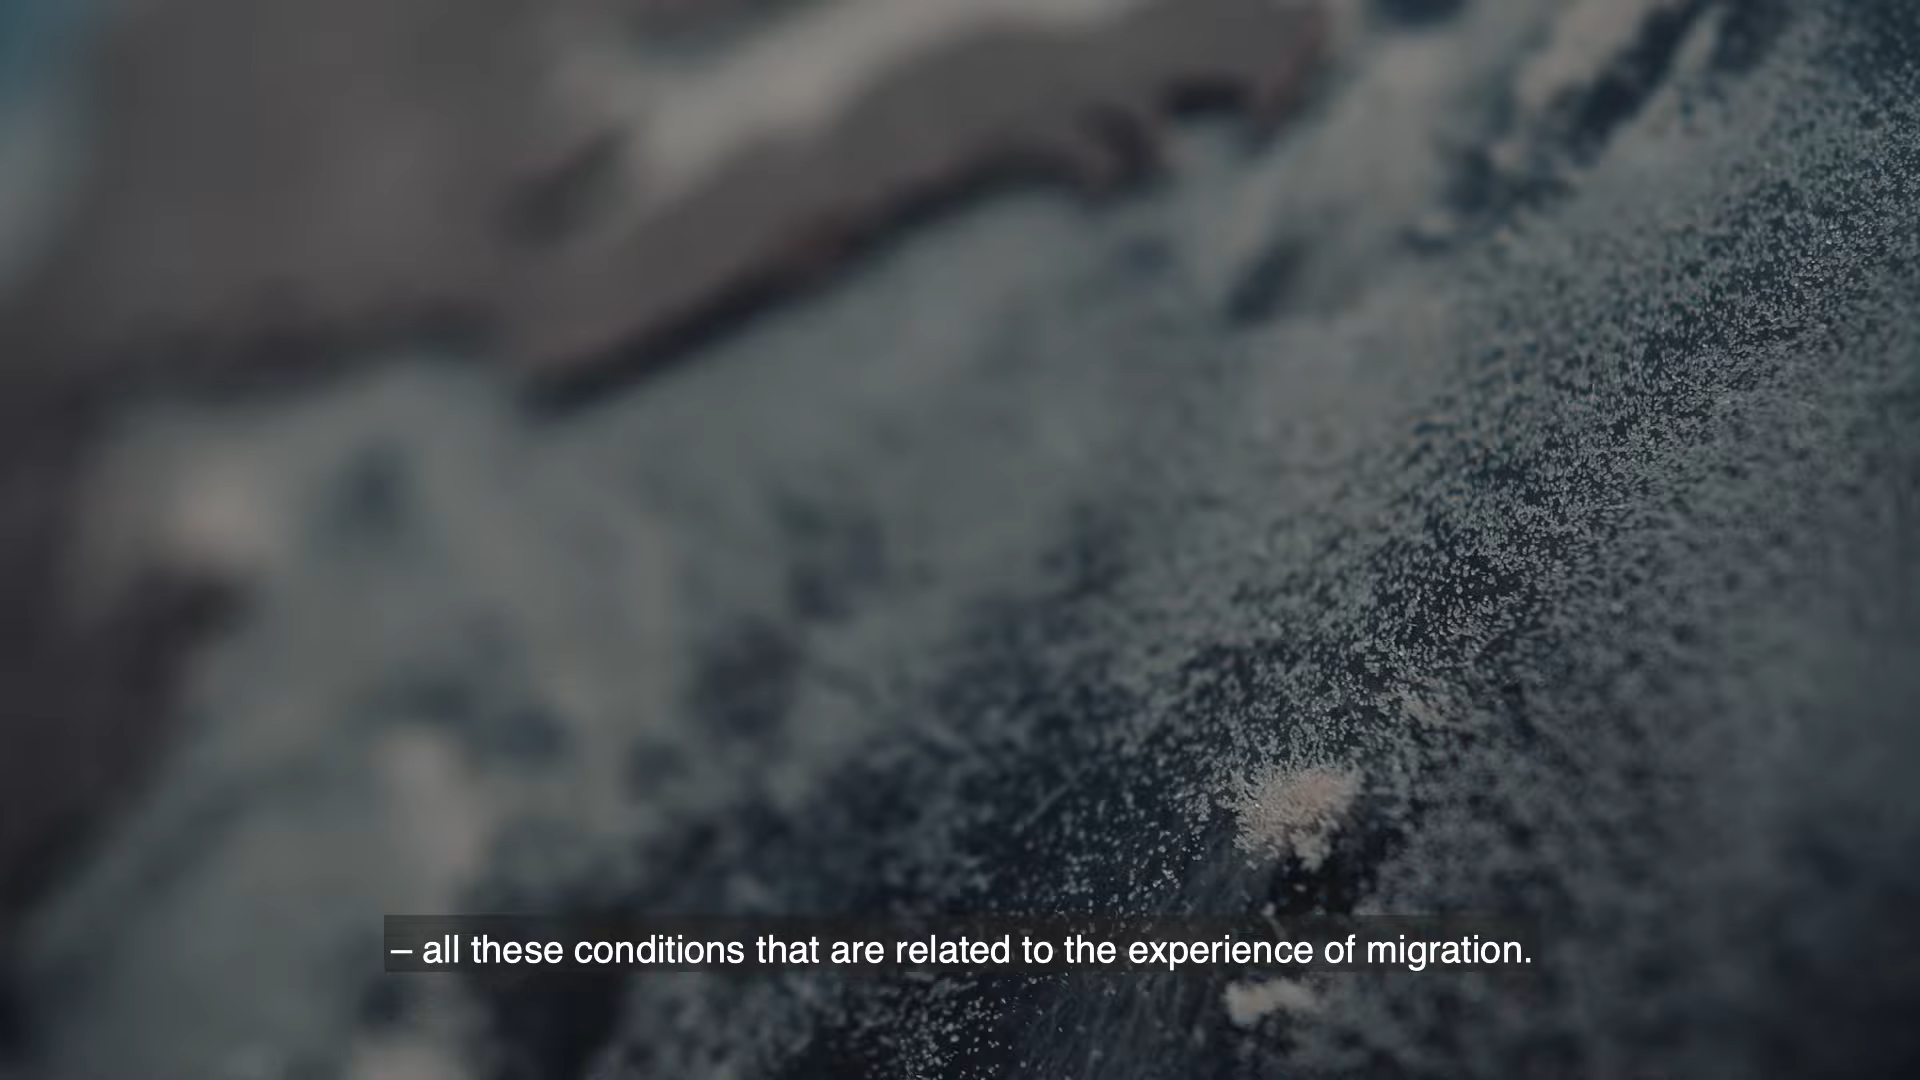 – all these conditions that are related to the experience of migration.